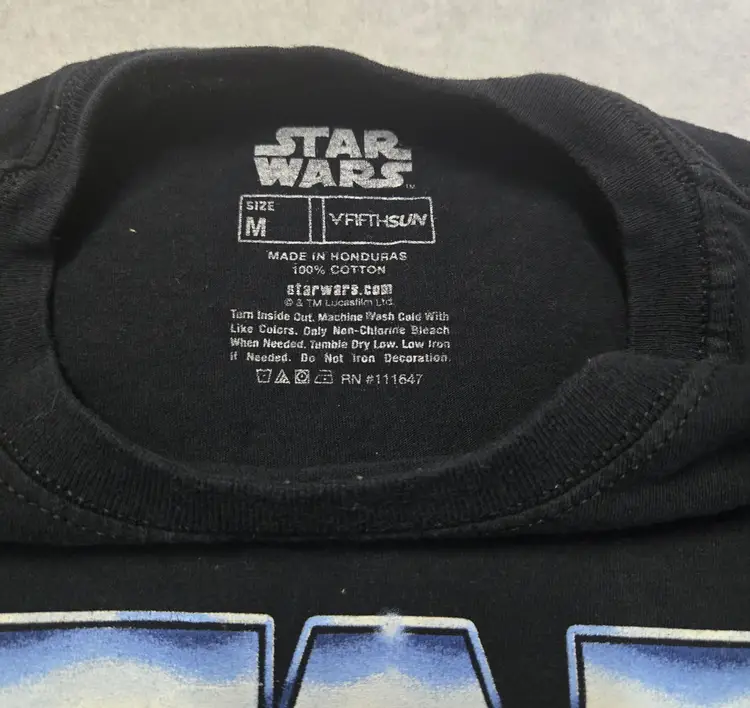 STAR
WARS™
SIZE
M
FIFTHSUN
MADE IN HONDURAS
100% COTTON
starwars.com
© & TM Lucasfilm Ltd.
Turn Inside Out. Machine Wash Cold With
Like Colors. Only Non-Chlorine Bleach
When Needed. Tumble Dry Low. Low Iron
If Needed. Do Not Iron Decoration.
RN #111647